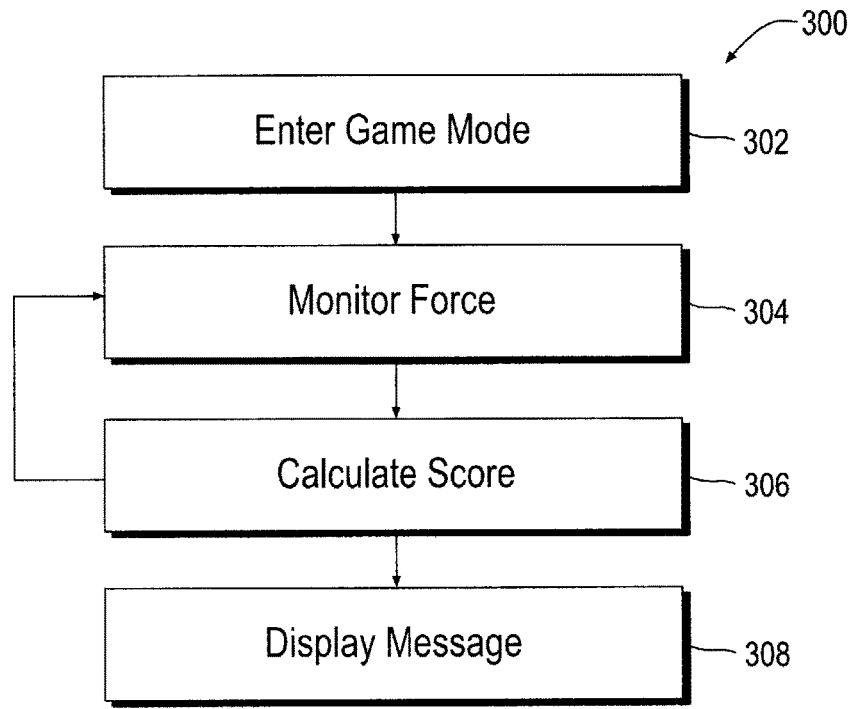 300
Enter Game Mode
302
Monitor Force
304
Calculate Score
306
Display Message
308